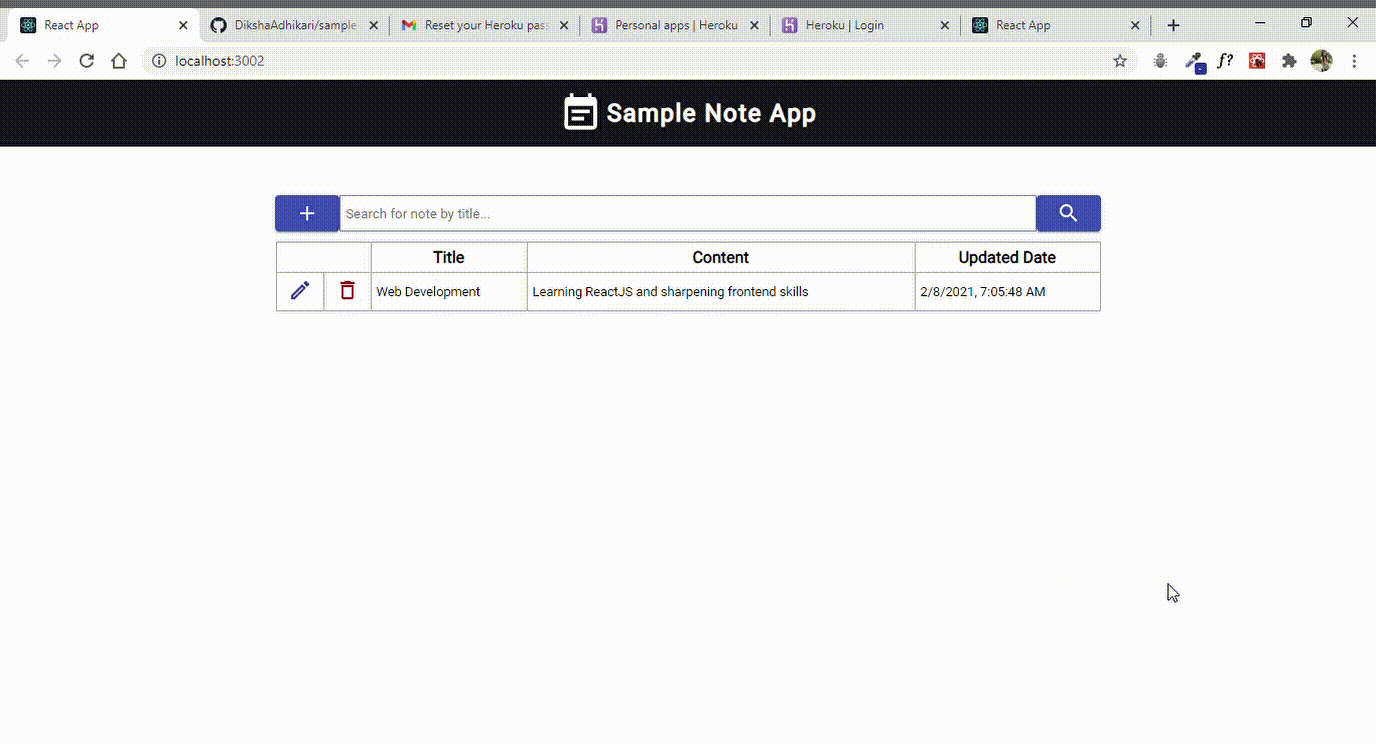 React App
DikshaAdhikari/sample
Reset your Heroku pas
Personal apps | Heroku
Heroku | Login
React App
localhost:3002
f?
Sample Note App
Search for note by title...
Title Content Updated Date
Web Development Learning ReactJS and sharpening frontend skills 2/8/2021, 7:05:48 AM